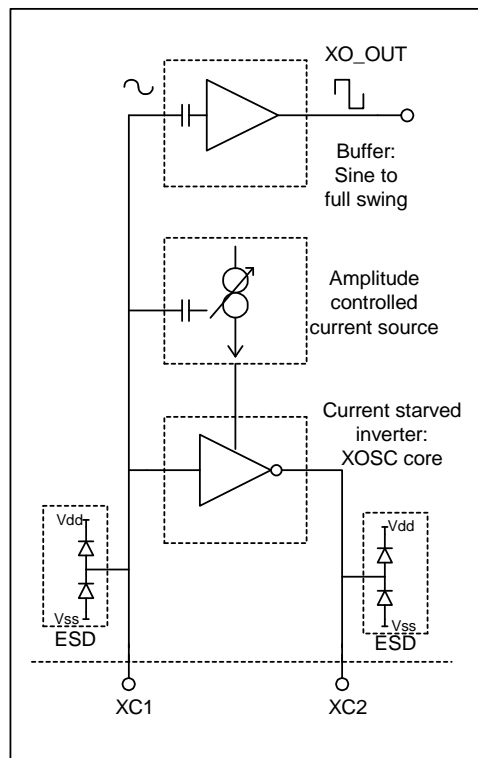 XO_OUT
Buffer:
Sine to
full swing
Amplitude
controlled
current source
Current starved
inverter:
XOSC core
Vdd
Vss
ESD
Vdd
Vss
ESD
XC1
XC2